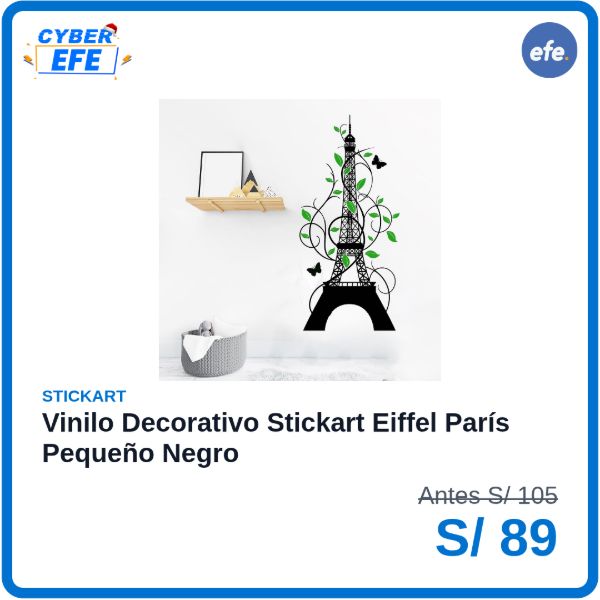 CYBER
EFE
efe.
STICKART
Vinilo Decorativo Stickart Eiffel París
Pequeño Negro
Antes S/ 105
S/ 89